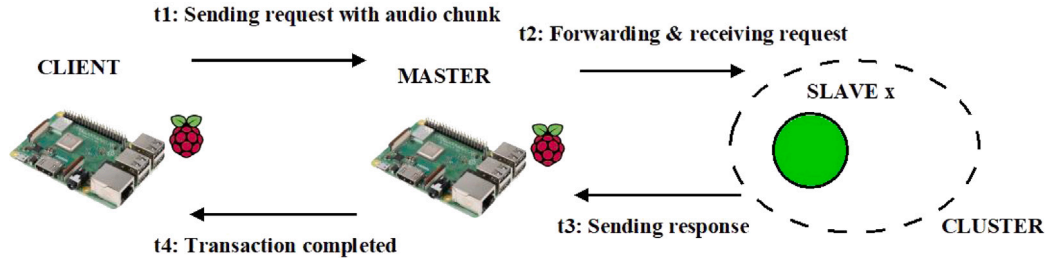 t1: Sending request with audio chunk
t2: Forwarding & receiving request
CLIENT
MASTER
SLAVE x
t3: Sending response
CLUSTER
t4: Transaction completed